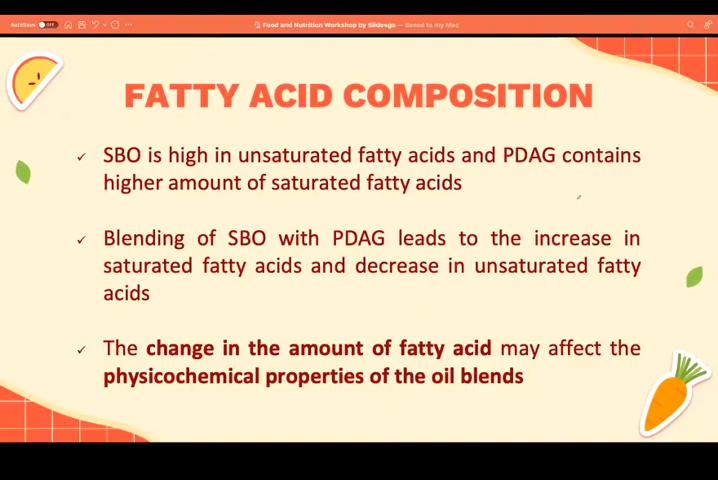 AutoSave OFF
Food and Nutrition Workshop by Slidesgo — Saved to my Mac
FATTY ACID COMPOSITION
✓ SBO is high in unsaturated fatty acids and PDAG contains
higher amount of saturated fatty acids
✓ Blending of SBO with PDAG leads to the increase in
saturated fatty acids and decrease in unsaturated fatty
acids
✓ The change in the amount of fatty acid may affect the
physicochemical properties of the oil blends